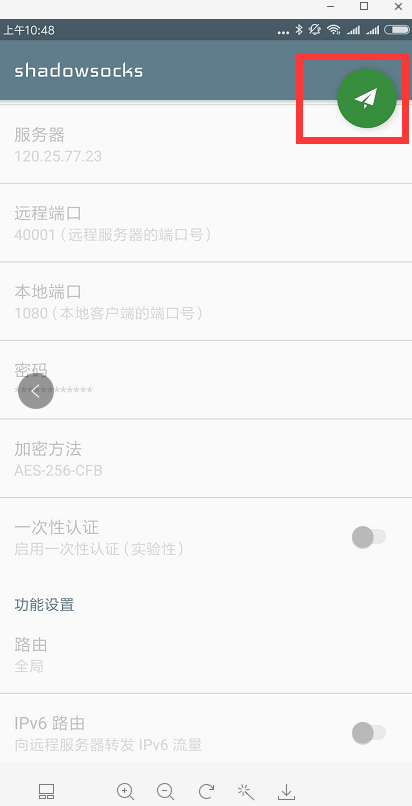 上午10:48
shadowsocks
服务器
120.25.77.23
远程端口
40001（远程服务器的端口号）
本地端口
1080（本地客户端的端口号）
密码
************
加密方法
AES-256-CFB
一次性认证
启用一次性认证（实验性）
功能设置
路由
全局
IPv6 路由
向远程服务器转发 IPv6 流量